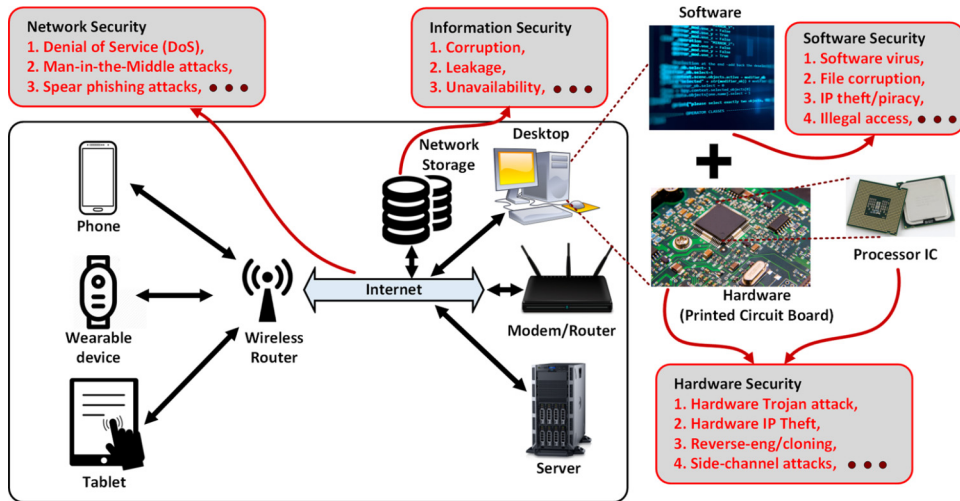 Network Security
1. Denial of Service (DoS),
2. Man-in-the-Middle attacks,
3. Spear phishing attacks, ● ● ●
Information Security
1. Corruption,
2. Leakage,
3. Unavailability, ● ● ●
Software
Software Security
1. Software virus,
2. File corruption,
3. IP theft/piracy,
4. Illegal access, ● ● ●
Network
Storage
Desktop
Phone
Processor IC
Internet
Hardware
(Printed Circuit Board)
Wearable
device
Wireless
Router
Modem/Router
Hardware Security
1. Hardware Trojan attack,
2. Hardware IP Theft,
3. Reverse-eng/cloning,
4. Side-channel attacks, ● ● ●
Tablet
Server